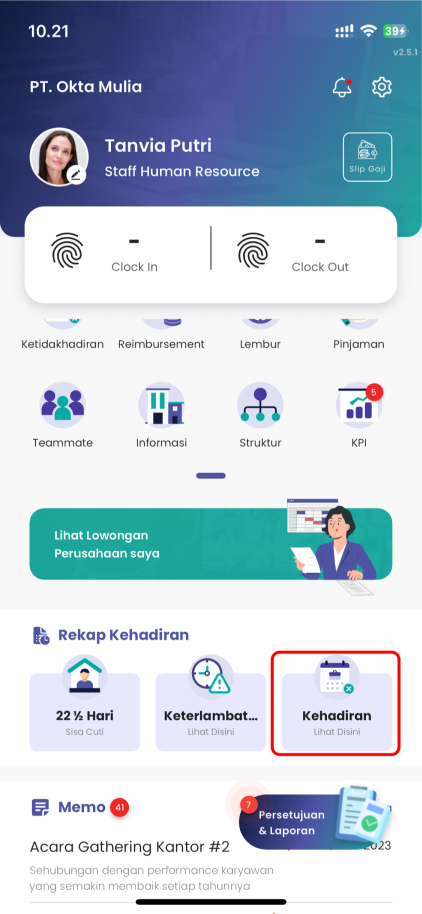 10.21
39
v2.5.1
PT. Okta Mulia
Tanvia Putri
Staff Human Resource
Slip Gaji
-
Clock In
-
Clock Out
Ketidakhadiran
Reimbursement
Lembur
Pinjaman
5
Teammate
Informasi
Struktur
KPI
Lihat Lowongan
Perusahaan saya
Rekap Kehadiran
22 ½ Hari
Sisa Cuti
Keterlambat...
Lihat Disini
Kehadiran
Lihat Disini
Memo 41
7
Persetujuan
& Laporan
Acara Gathering Kantor #2
2023
Sehubungan dengan performance karyawan
yang semakin membaik setiap tahunnya